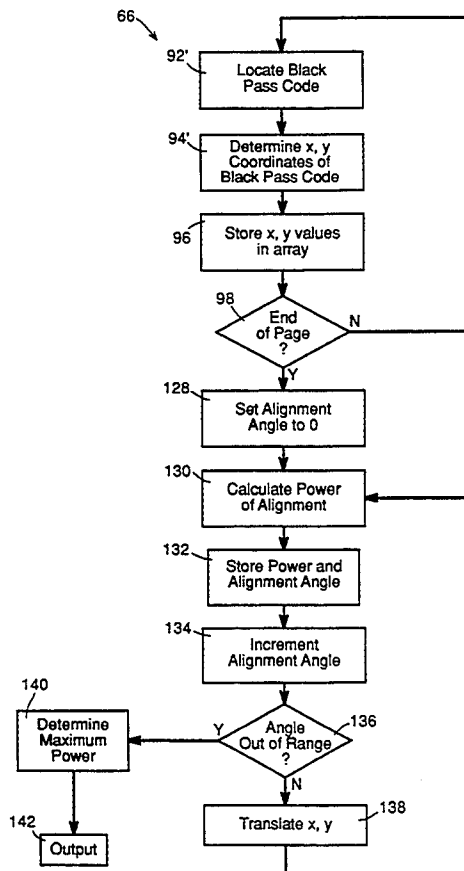 66
92'
Locate Black
Pass Code
94'
Determine x, y
Coordinates of
Black Pass Code
96
Store x, y values
in array
98
End
of Page
?
N
Y
128
Set Alignment
Angle to 0
130
Calculate Power
of Alignment
132
Store Power and
Alignment Angle
134
Increment
Alignment Angle
140
Determine
Maximum
Power
Y
Angle
Out of Range
?
136
N
142
Output
Translate x, y
138